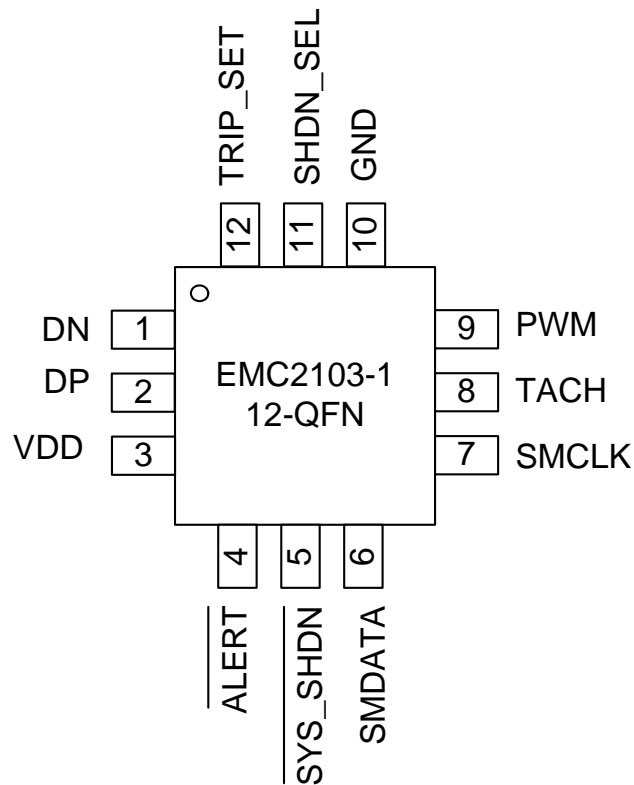 TRIP_SET
SHDN_SEL
GND
12
11
10
DN 1
9 PWM
DP 2
8 TACH
VDD 3
7 SMCLK
EMC2103-1
12-QFN
4
5
6
ALERT
SYS_SHDN
SMDATA